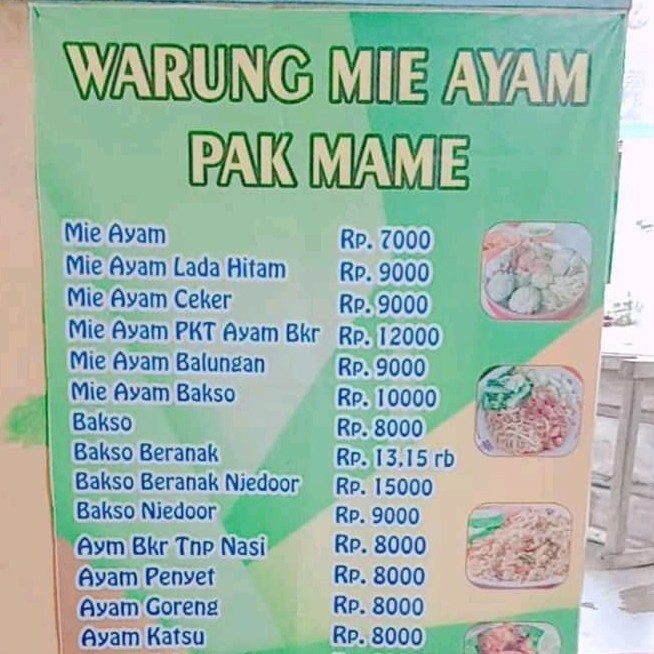 WARUNG MIE AYAM
PAK MAME
Mie Ayam Rp. 7000
Mie Ayam Lada Hitam Rp. 9000
Mie Ayam Ceker Rp. 9000
Mie Ayam PKT Ayam Bkr Rp. 12000
Mie Ayam Balungan Rp. 9000
Mie Ayam Bakso Rp. 10000
Bakso Rp. 8000
Bakso Beranak Rp. 13.15 rb
Bakso Beranak Njedoor Rp. 15000
Bakso Njedoor Rp. 9000
Aym Bkr Tnp Nasi Rp. 8000
Ayam Penyet Rp. 8000
Ayam Goreng Rp. 8000
Ayam Katsu Rp. 8000